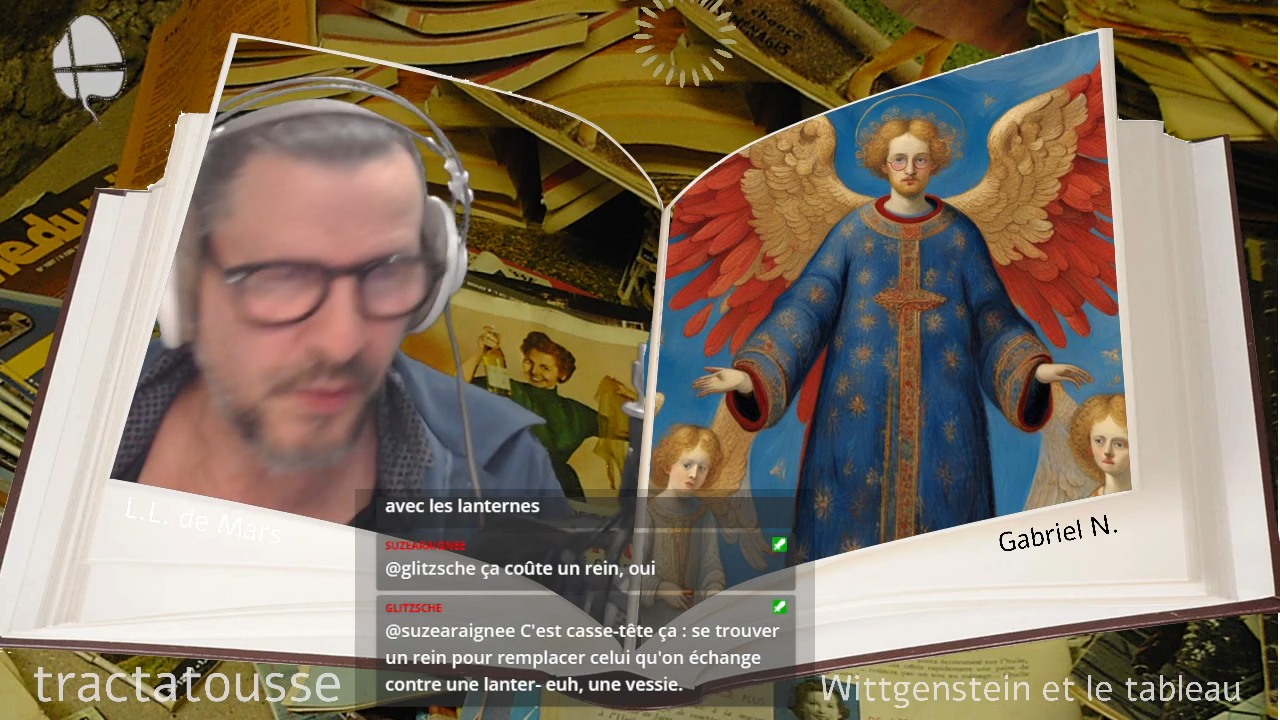 L.L. de Mars
Gabriel N.
avec les lanternes
SUZEARAIGNEE
@glitzsche ça coûte un rein, oui
GLITZSCHE
@suzearaignee C'est casse-tête ça : se trouver
un rein pour remplacer celui qu'on échange
contre une lanter- euh, une vessie.
tractatousse
Wittgenstein et le tableau